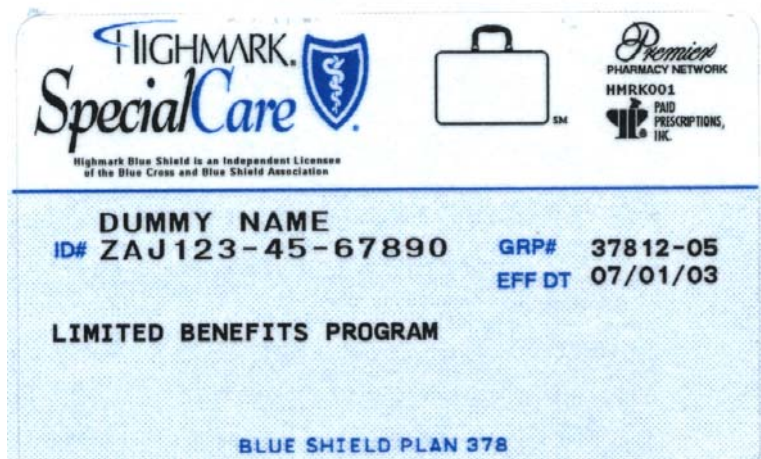 HIGHMARK.
SpecialCare
Highmark Blue Shield is an Independent Licensee
of the Blue Cross and Blue Shield Association
SM
Premier
PHARMACY NETWORK
HMRK001
PAID
PRESCRIPTIONS,
INC.
DUMMY NAME
ID# ZAJ123-45-67890
GRP# 37812-05
EFF DT 07/01/03
LIMITED BENEFITS PROGRAM
BLUE SHIELD PLAN 378